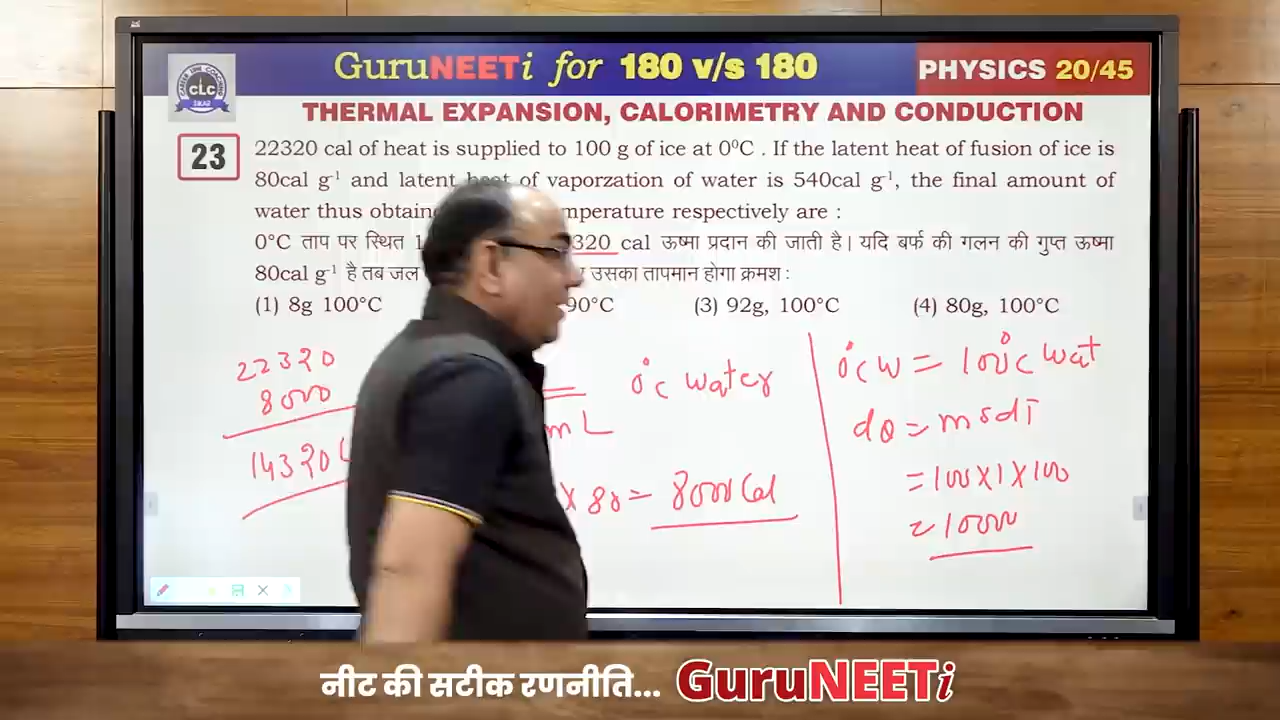 GuruNEETi for 180 v/s 180
PHYSICS 20/45
CLC
SIKAR
THERMAL EXPANSION, CALORIMETRY AND CONDUCTION
23
22320 cal of heat is supplied to 100 g of ice at 0⁰C . If the latent heat of fusion of ice is
80cal g⁻¹ and latent heat of vaporzation of water is 540cal g⁻¹, the final amount of
water thus obtain mperature respectively are :
0°C ताप पर स्थित 320 cal ऊष्मा प्रदान की जाती है। यदि बर्फ की गलन की गुप्त ऊष्मा
80cal g⁻¹ है तब जल उसका तापमान होगा क्रमश :
(1) 8g 100°C 90°C (3) 92g, 100°C (4) 80g, 100°C
22320
8000
14320
0°C water
mL
× 80 = 8000 Cal
0°C W = 100°C Wat
dQ = msdT
= 100×1×100
= 10000
नीट की सटीक रणनीति... GuruNEETi